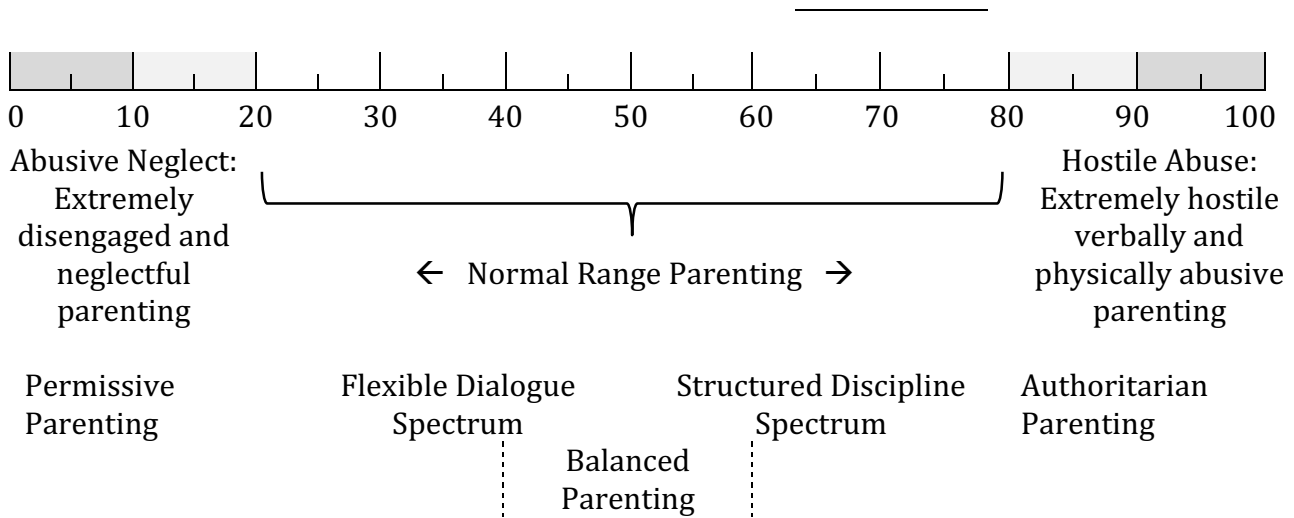 0 10 20 30 40 50 60 70 80 90 100
Abusive Neglect:
Extremely
disengaged and
neglectful
parenting
← Normal Range Parenting →
Hostile Abuse:
Extremely hostile
verbally and
physically abusive
parenting
Permissive
Parenting
Flexible Dialogue
Spectrum
Structured Discipline
Spectrum
Authoritarian
Parenting
Balanced
Parenting